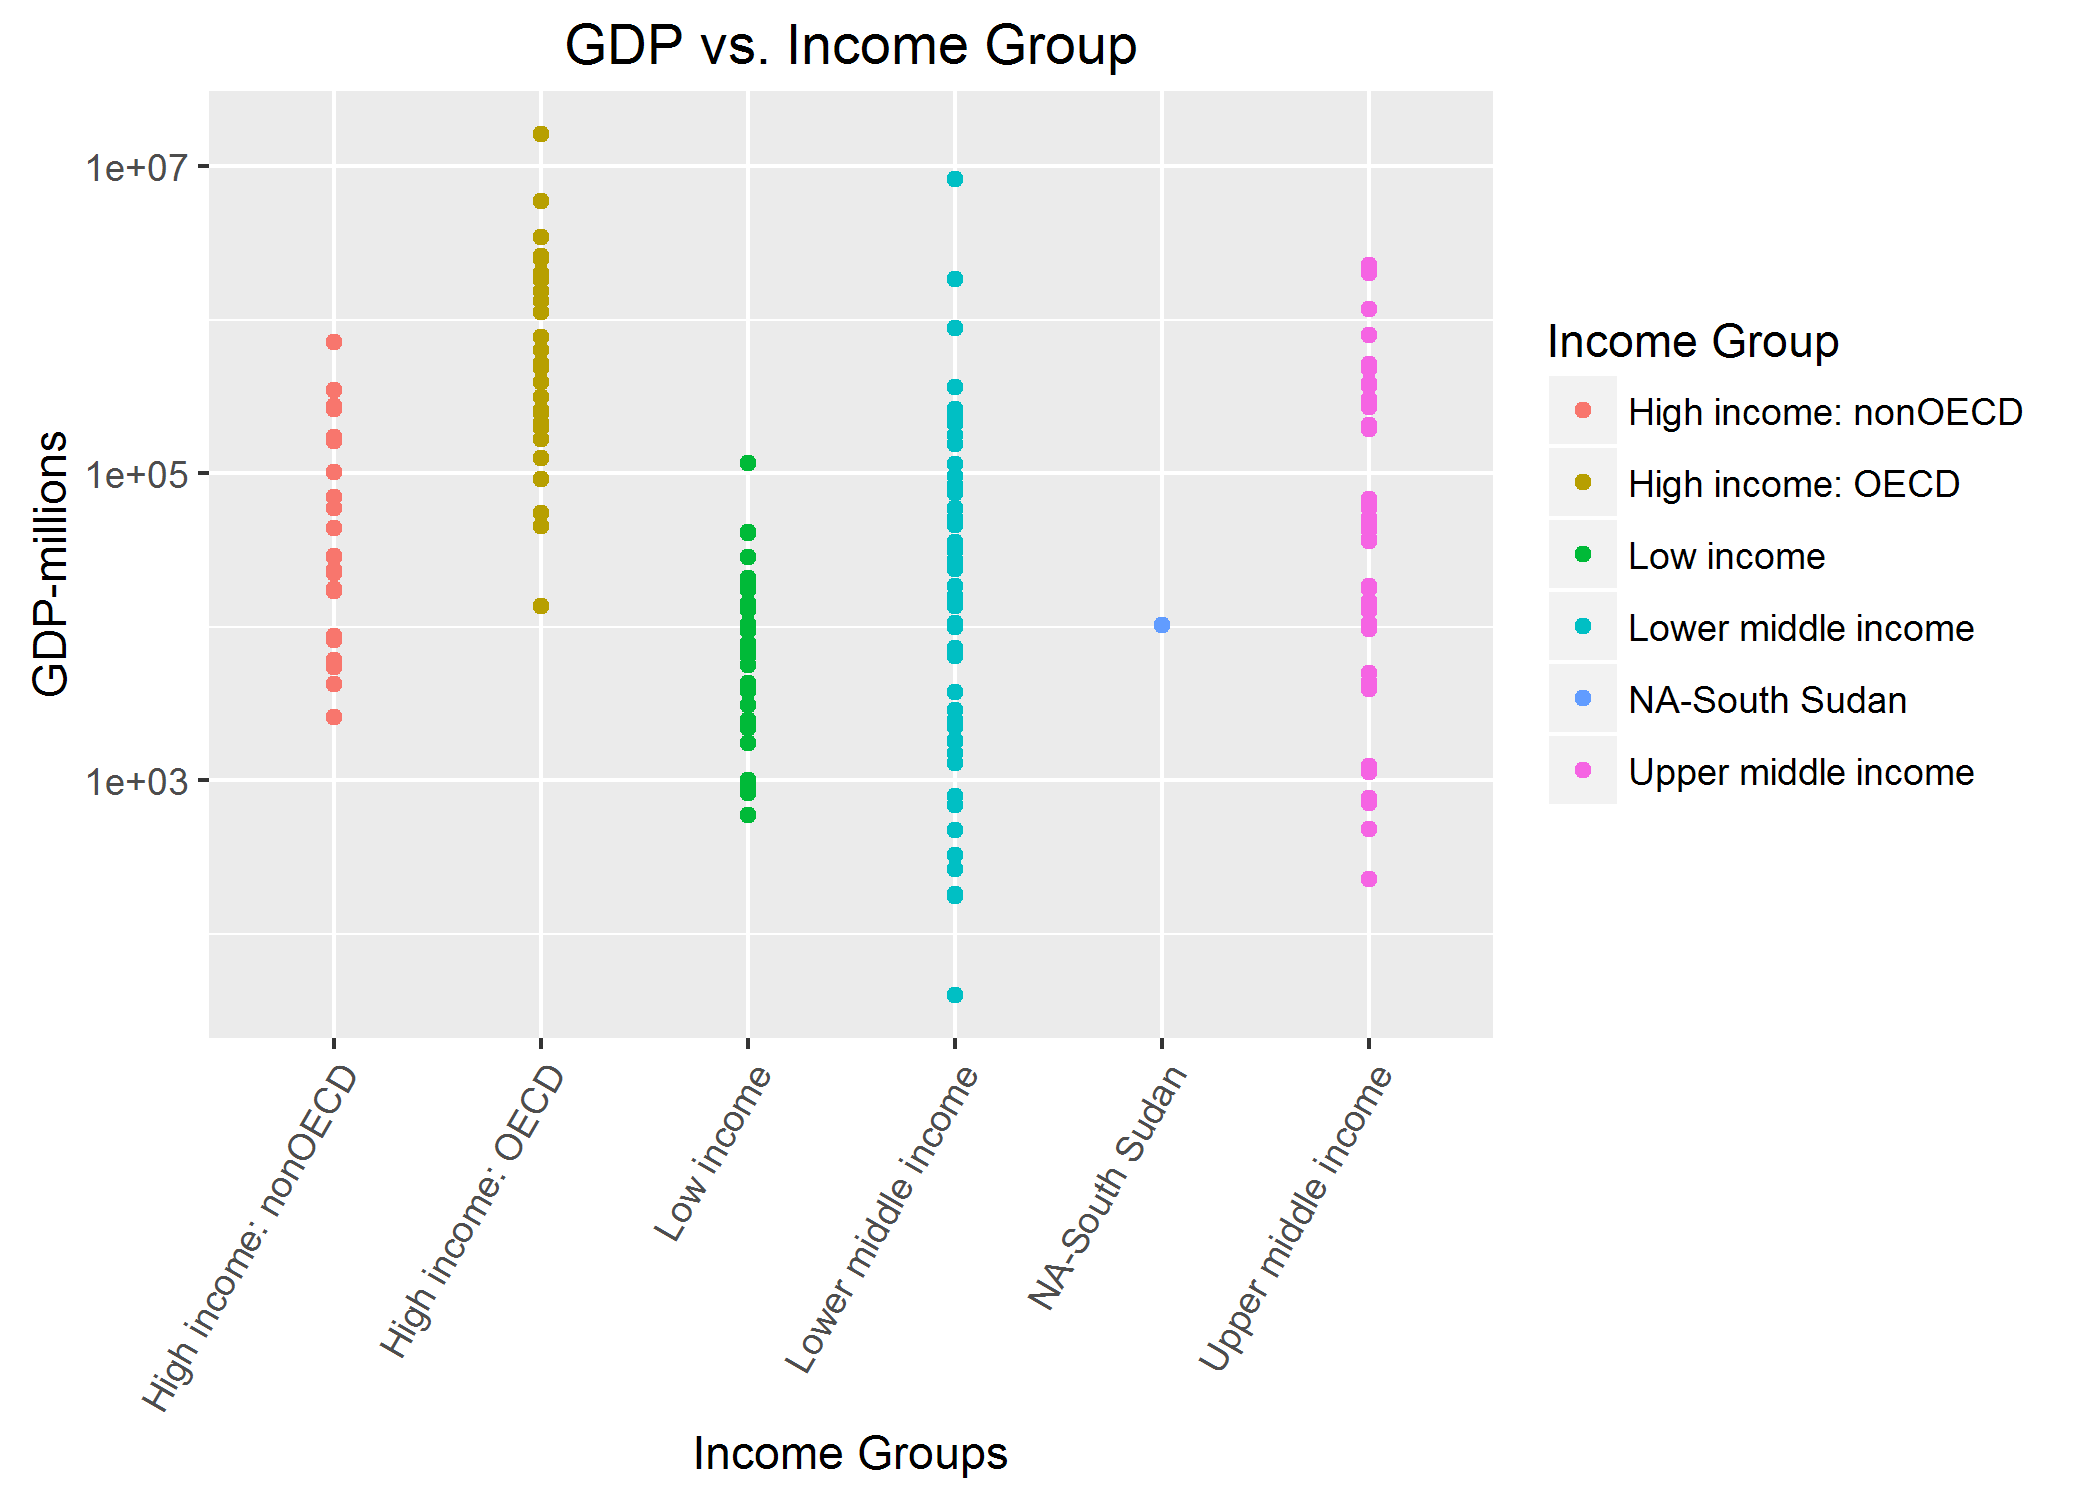 GDP vs. Income Group
1e+07
1e+05
1e+03
GDP-millions
High income: nonOECD
High income: OECD
Low income
Lower middle income
NA-South Sudan
Upper middle income
Income Groups
Income Group
High income: nonOECD
High income: OECD
Low income
Lower middle income
NA-South Sudan
Upper middle income